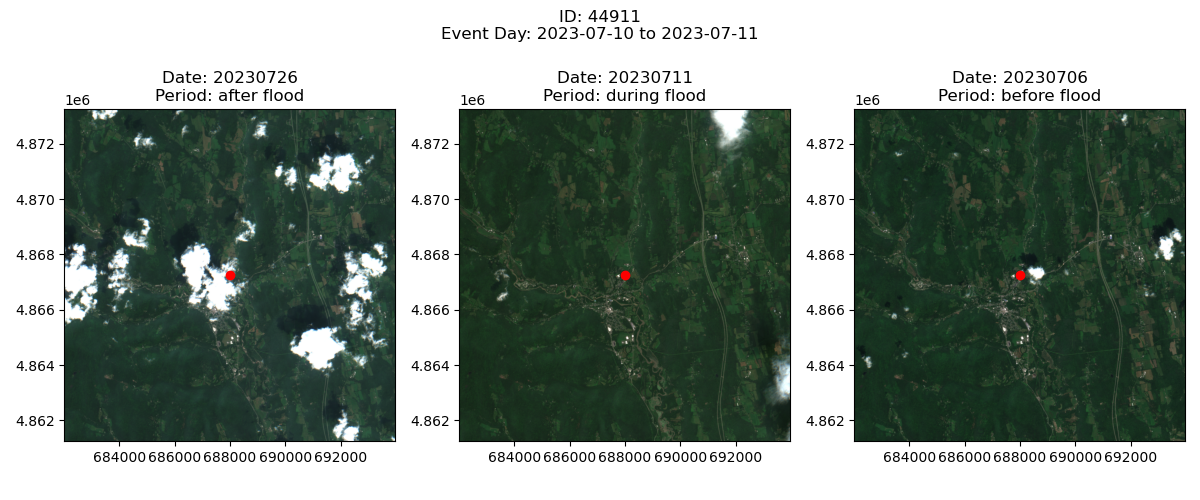 ID: 44911
Event Day: 2023-07-10 to 2023-07-11
Date: 20230726
Period: after flood
1e6
4.872
4.870
4.868
4.866
4.864
4.862
684000 686000 688000 690000 692000
Date: 20230711
Period: during flood
1e6
4.872
4.870
4.868
4.866
4.864
4.862
684000 686000 688000 690000 692000
Date: 20230706
Period: before flood
1e6
4.872
4.870
4.868
4.866
4.864
4.862
684000 686000 688000 690000 692000